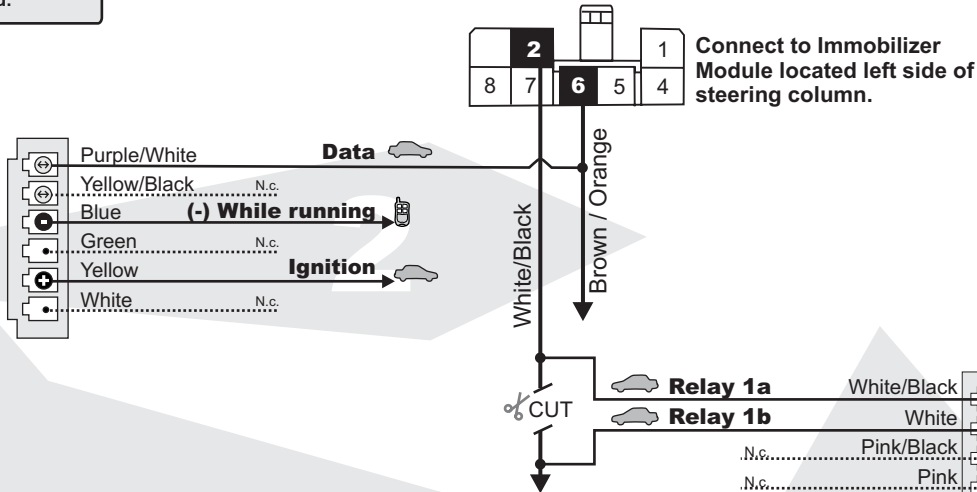 d.
2 1
8 7 6 5 4
Connect to Immobilizer
Module located left side of
steering column.
Purple/White Data
Yellow/Black N.c.
Blue (-) While running
Green N.c.
Yellow Ignition
White N.c.
2
White/Black
Brown / Orange
CUT
Relay 1a White/Black
Relay 1b White
N.c. Pink/Black
N.c. Pink